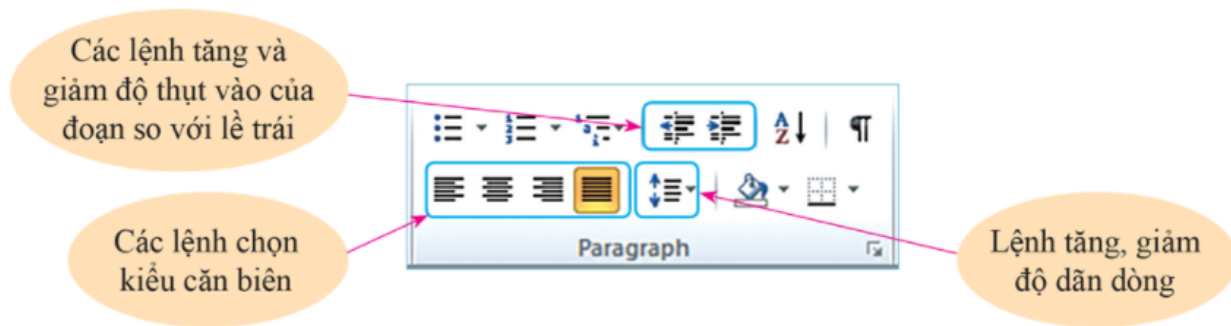 Các lệnh tăng và
giảm độ thụt vào của
đoạn so với lề trái
Các lệnh chọn
kiểu căn biên
Paragraph
Lệnh tăng, giảm
độ dãn dòng